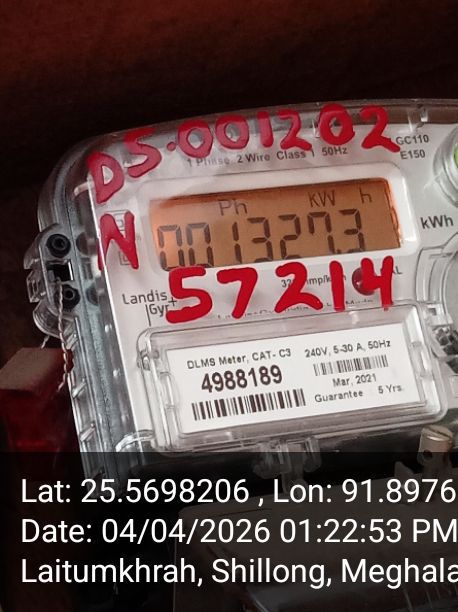 DS.001202
GC110
1 Phase 2 Wire Class 1 50Hz
E150
Ph kW h
001327.3
kWh
N
57214
Landis
Gyr+
DLMS Meter, CAT- C3 240V, 5-30 A, 50Hz
4988189
Mar, 2021
Guarantee 5 Yrs.
Lat: 25.5698206 , Lon: 91.8976
Date: 04/04/2026 01:22:53 PM
Laitumkhrah, Shillong, Meghala